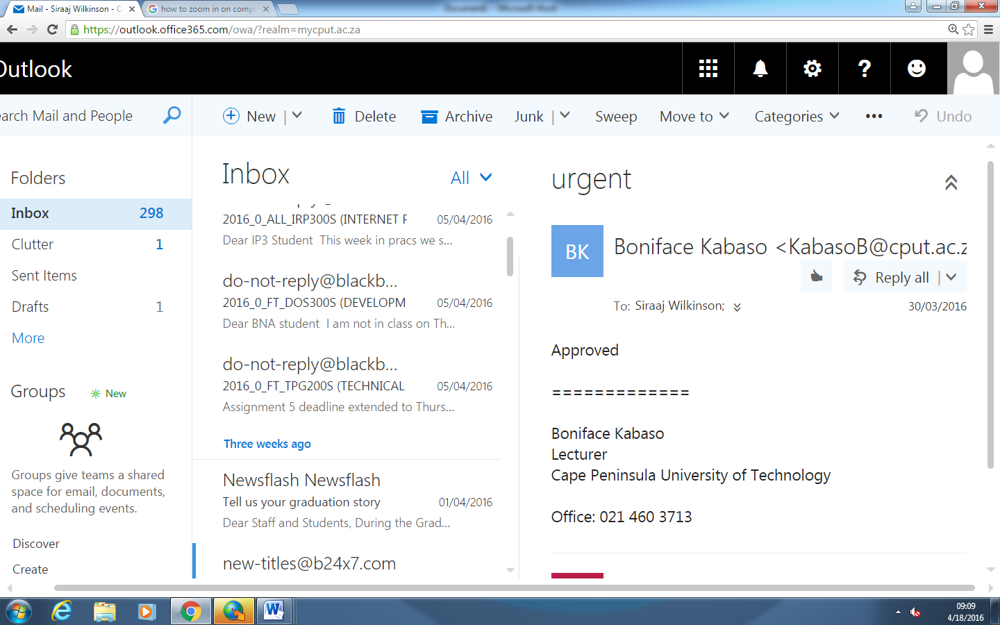 Mail - Siraaj Wilkinson - O
how to zoom in on compu
Document1 - Microsoft Word
https://outlook.office365.com/owa/?realm=mycput.ac.za
Outlook
earch Mail and People
New
Delete
Archive
Junk
Sweep
Move to
Categories
Undo
Folders
Inbox 298
Clutter 1
Sent Items
Drafts 1
More
Groups New
Groups give teams a shared
space for email, documents,
and scheduling events.
Discover
Create
Inbox All
2016_0_ALL_IRP300S (INTERNET P 05/04/2016
Dear IP3 Student This week in pracs we s...
do-not-reply@blackb...
2016_0_FT_DOS300S (DEVELOPM 05/04/2016
Dear BNA student I am not in class on Th...
do-not-reply@blackb...
2016_0_FT_TPG200S (TECHNICAL 05/04/2016
Assignment 5 deadline extended to Thurs...
Three weeks ago
Newsflash Newsflash
Tell us your graduation story 01/04/2016
Dear Staff and Students, During the Grad...
new-titles@b24x7.com
urgent
BK
Boniface Kabaso <KabasoB@cput.ac.z
Reply all
To: Siraaj Wilkinson; 30/03/2016
Approved
=============
Boniface Kabaso
Lecturer
Cape Peninsula University of Technology
Office: 021 460 3713
09:09
4/18/2016